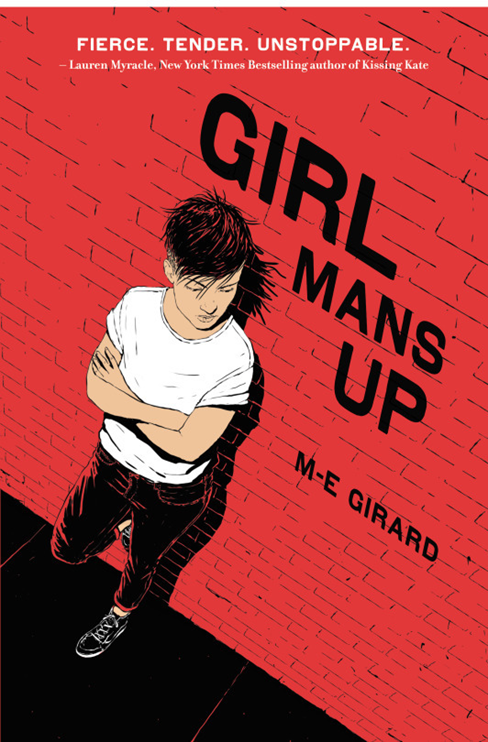 FIERCE. TENDER. UNSTOPPABLE.
– Lauren Myracle, New York Times Bestselling author of Kissing Kate
GIRL
MANS
UP
M-E GIRARD